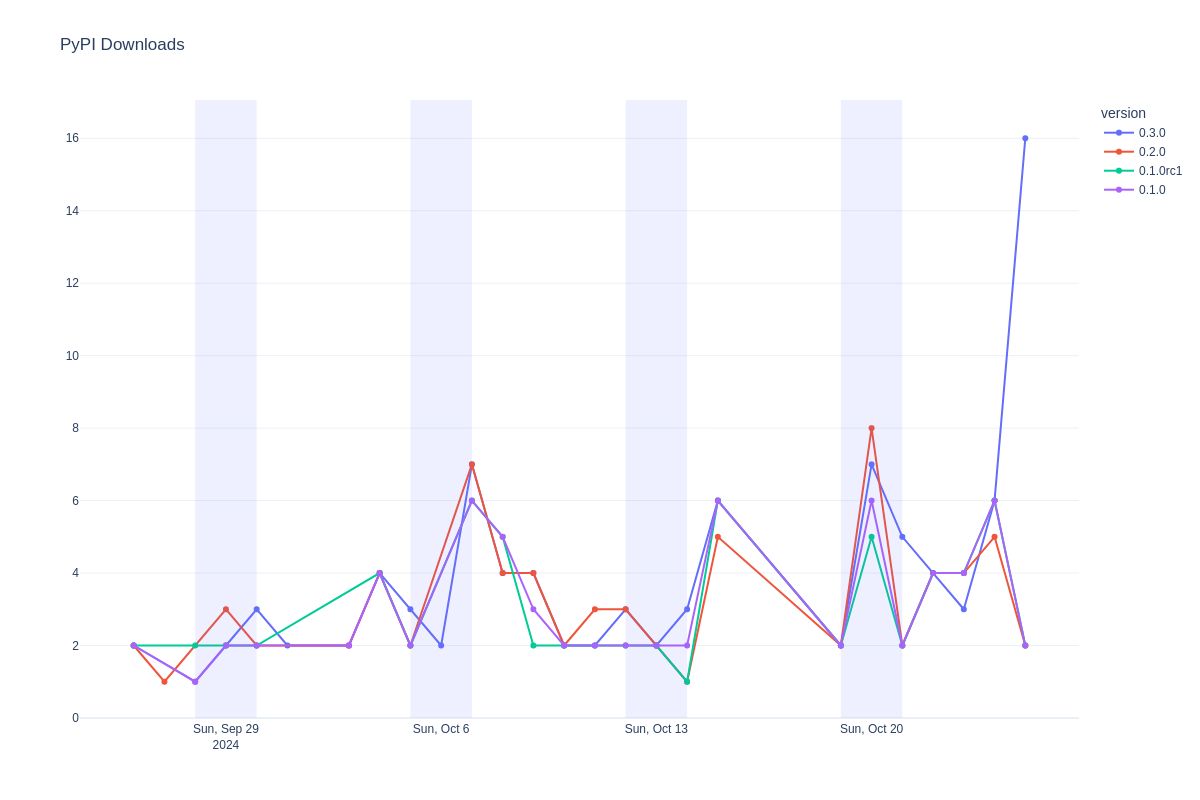 PyPI Downloads
version
0.3.0
0.2.0
0.1.0rc1
0.1.0
16
14
12
10
8
6
4
2
0
Sun, Sep 29
2024
Sun, Oct 6
Sun, Oct 13
Sun, Oct 20